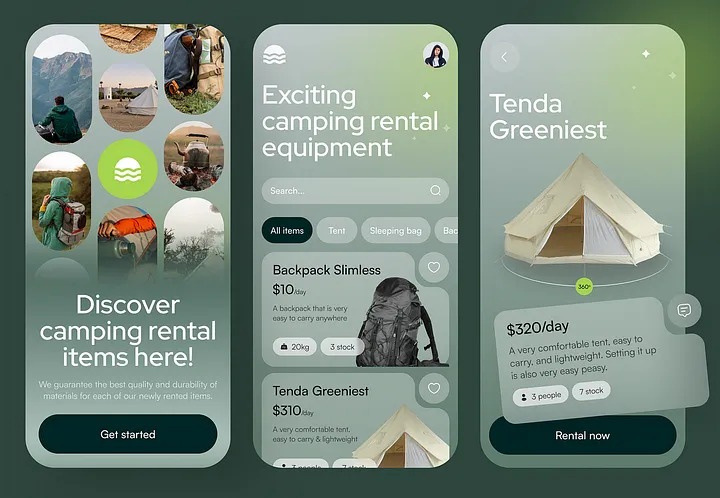 Discover
camping rental
items here!
We guarantee the best quality and durability of
materials for each of our newly rented items.
Get started
Exciting
camping rental
equipment
Search...
All items
Tent
Sleeping bag
Bac
Backpack Slimless
$10/day
A backpack that is very
easy to carry anywhere
20kg
3 stock
Tenda Greeniest
$310/day
A very comfortable tent,
easy to carry & lightweight
3 people
7 stock
Tenda
Greeniest
360°
$320/day
A very comfortable tent, easy to
carry, and lightweight. Setting it up
is also very easy peasy.
3 people
7 stock
Rental now